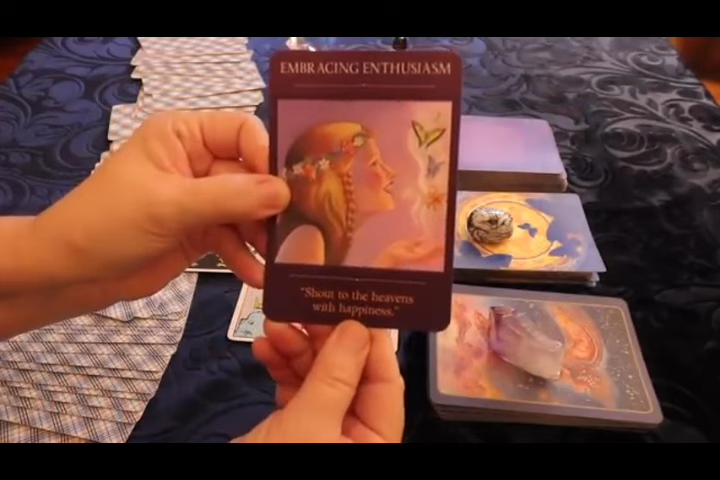 EMBRACING ENTHUSIASM
"Shout to the heavens
with happiness."